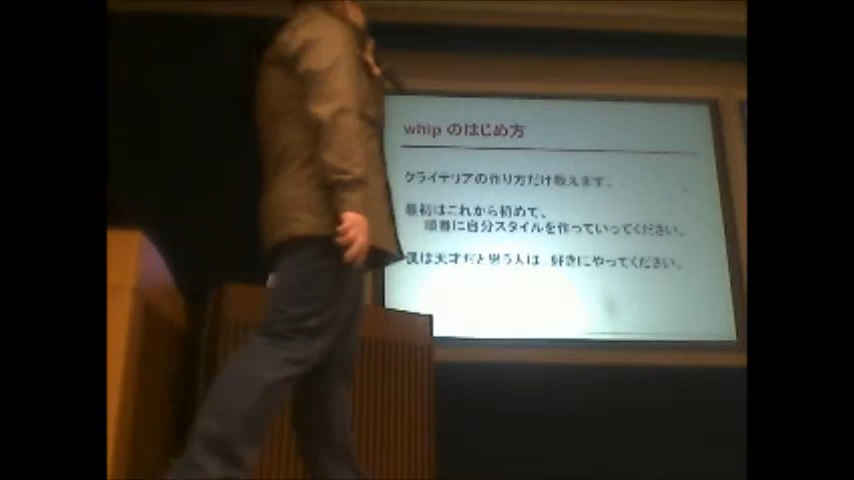 whip のはじめ方
クライテリアの作り方だけ教えます。
最初はこれから初めて、
順番に自分スタイルを作っていってください。
僕は天才だと思う人は 好きにやってください。